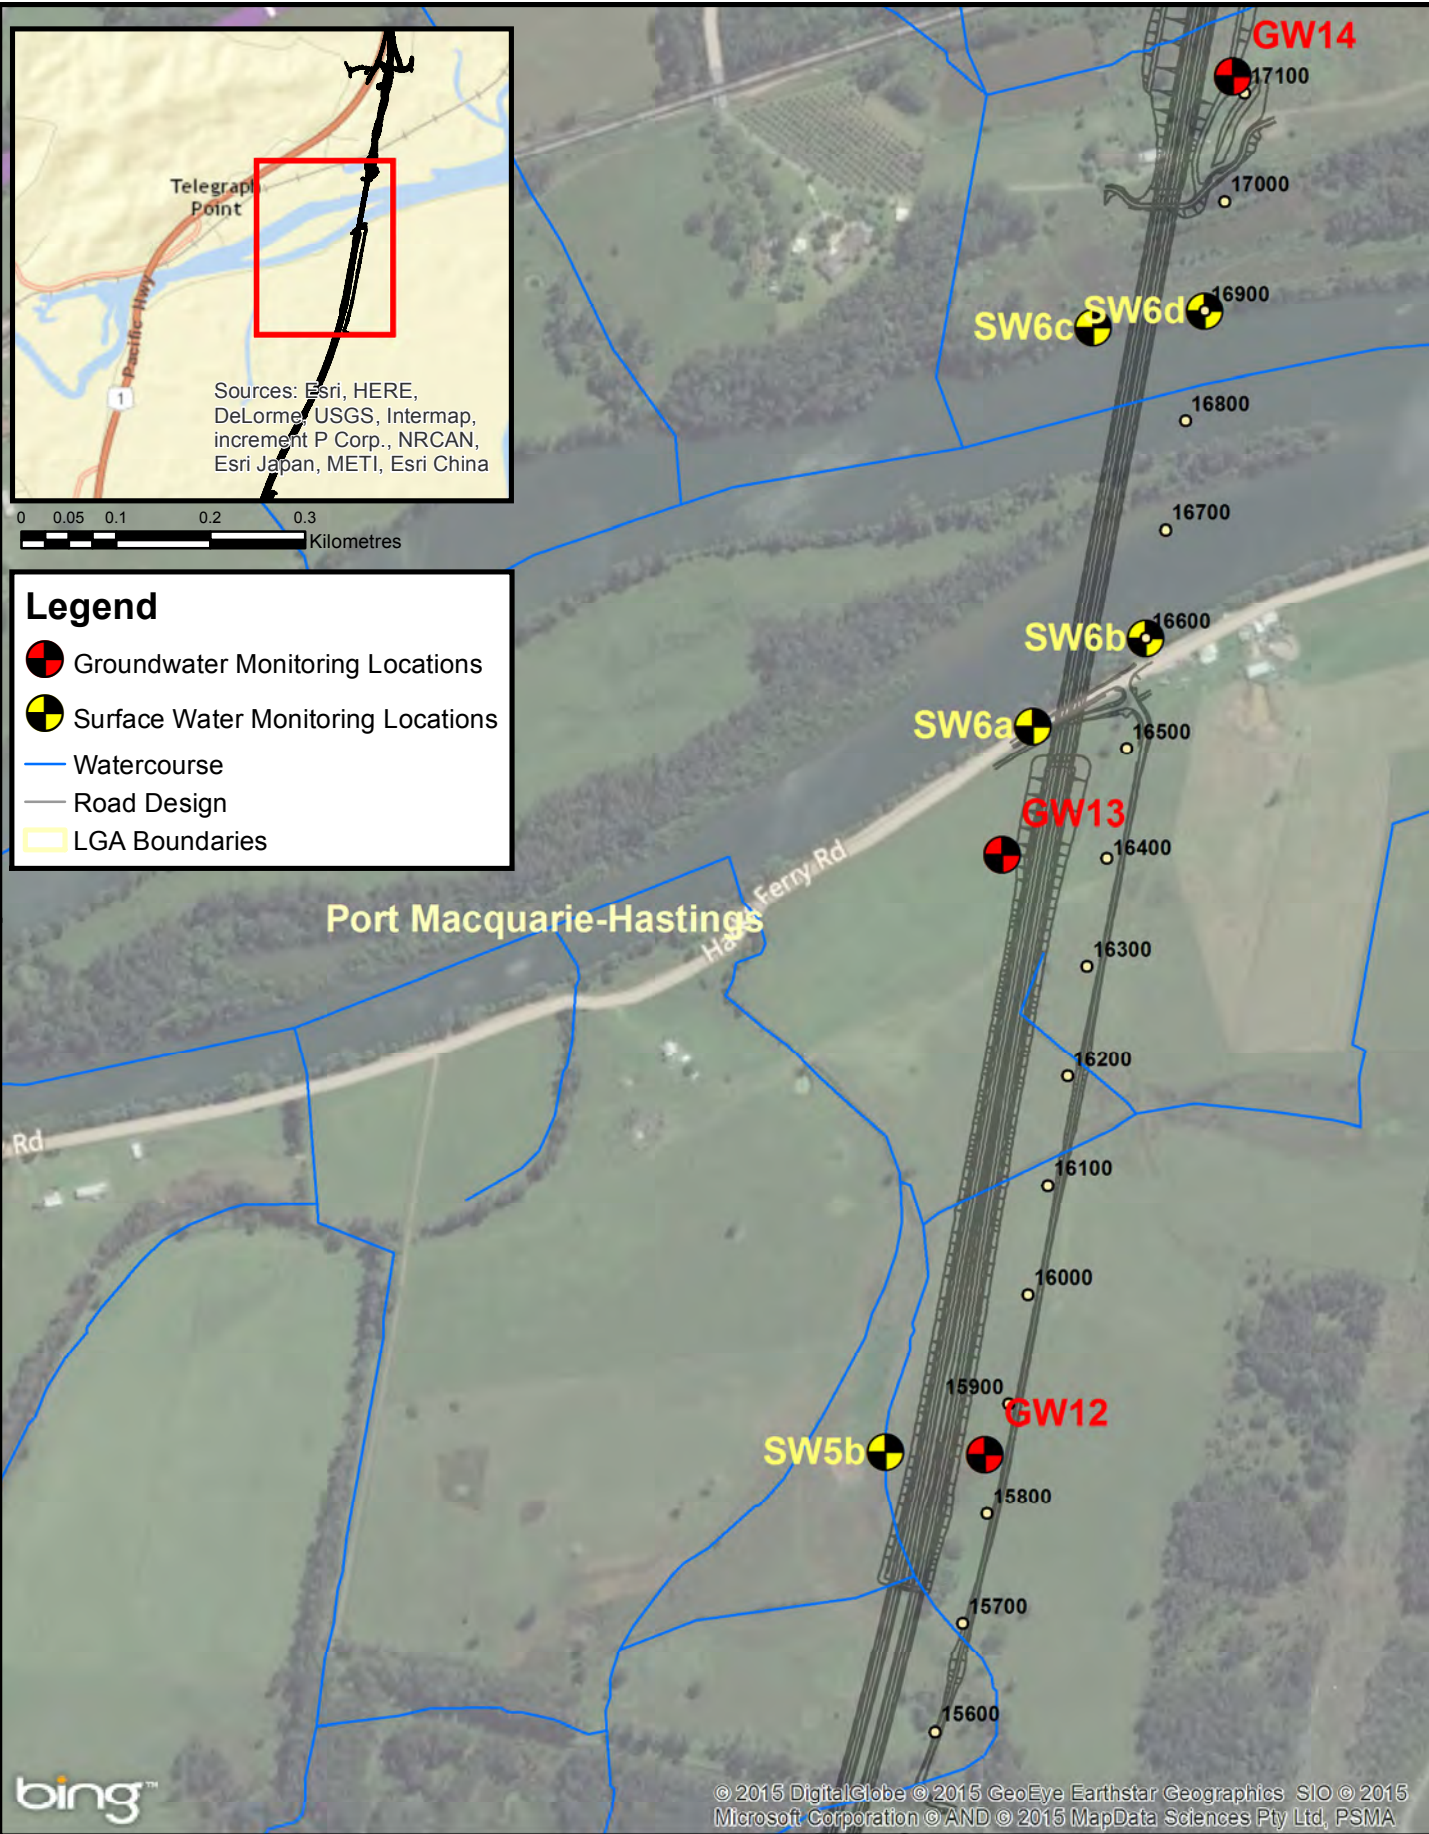 Telegraph
Point
Pacific Hwy
1
Sources: Esri, HERE,
DeLorme, USGS, Intermap,
increment P Corp., NRCAN,
Esri Japan, METI, Esri China
0 0.05 0.1 0.2 0.3
Kilometres
Legend
Groundwater Monitoring Locations
Surface Water Monitoring Locations
Watercourse
Road Design
LGA Boundaries
GW14
17100
17000
SW6d
16900
SW6c
16800
16700
16600
SW6b
SW6a
16500
GW13
16400
Ferry Rd
Port Macquarie-Hastings
16300
16200
Rd
16100
16000
15900
GW12
SW5b
15800
15700
15600
bing™
© 2015 DigitalGlobe © 2015 GeoEye Earthstar Geographics SIO © 2015
Microsoft Corporation © AND © 2015 MapData Sciences Pty Ltd, PSMA